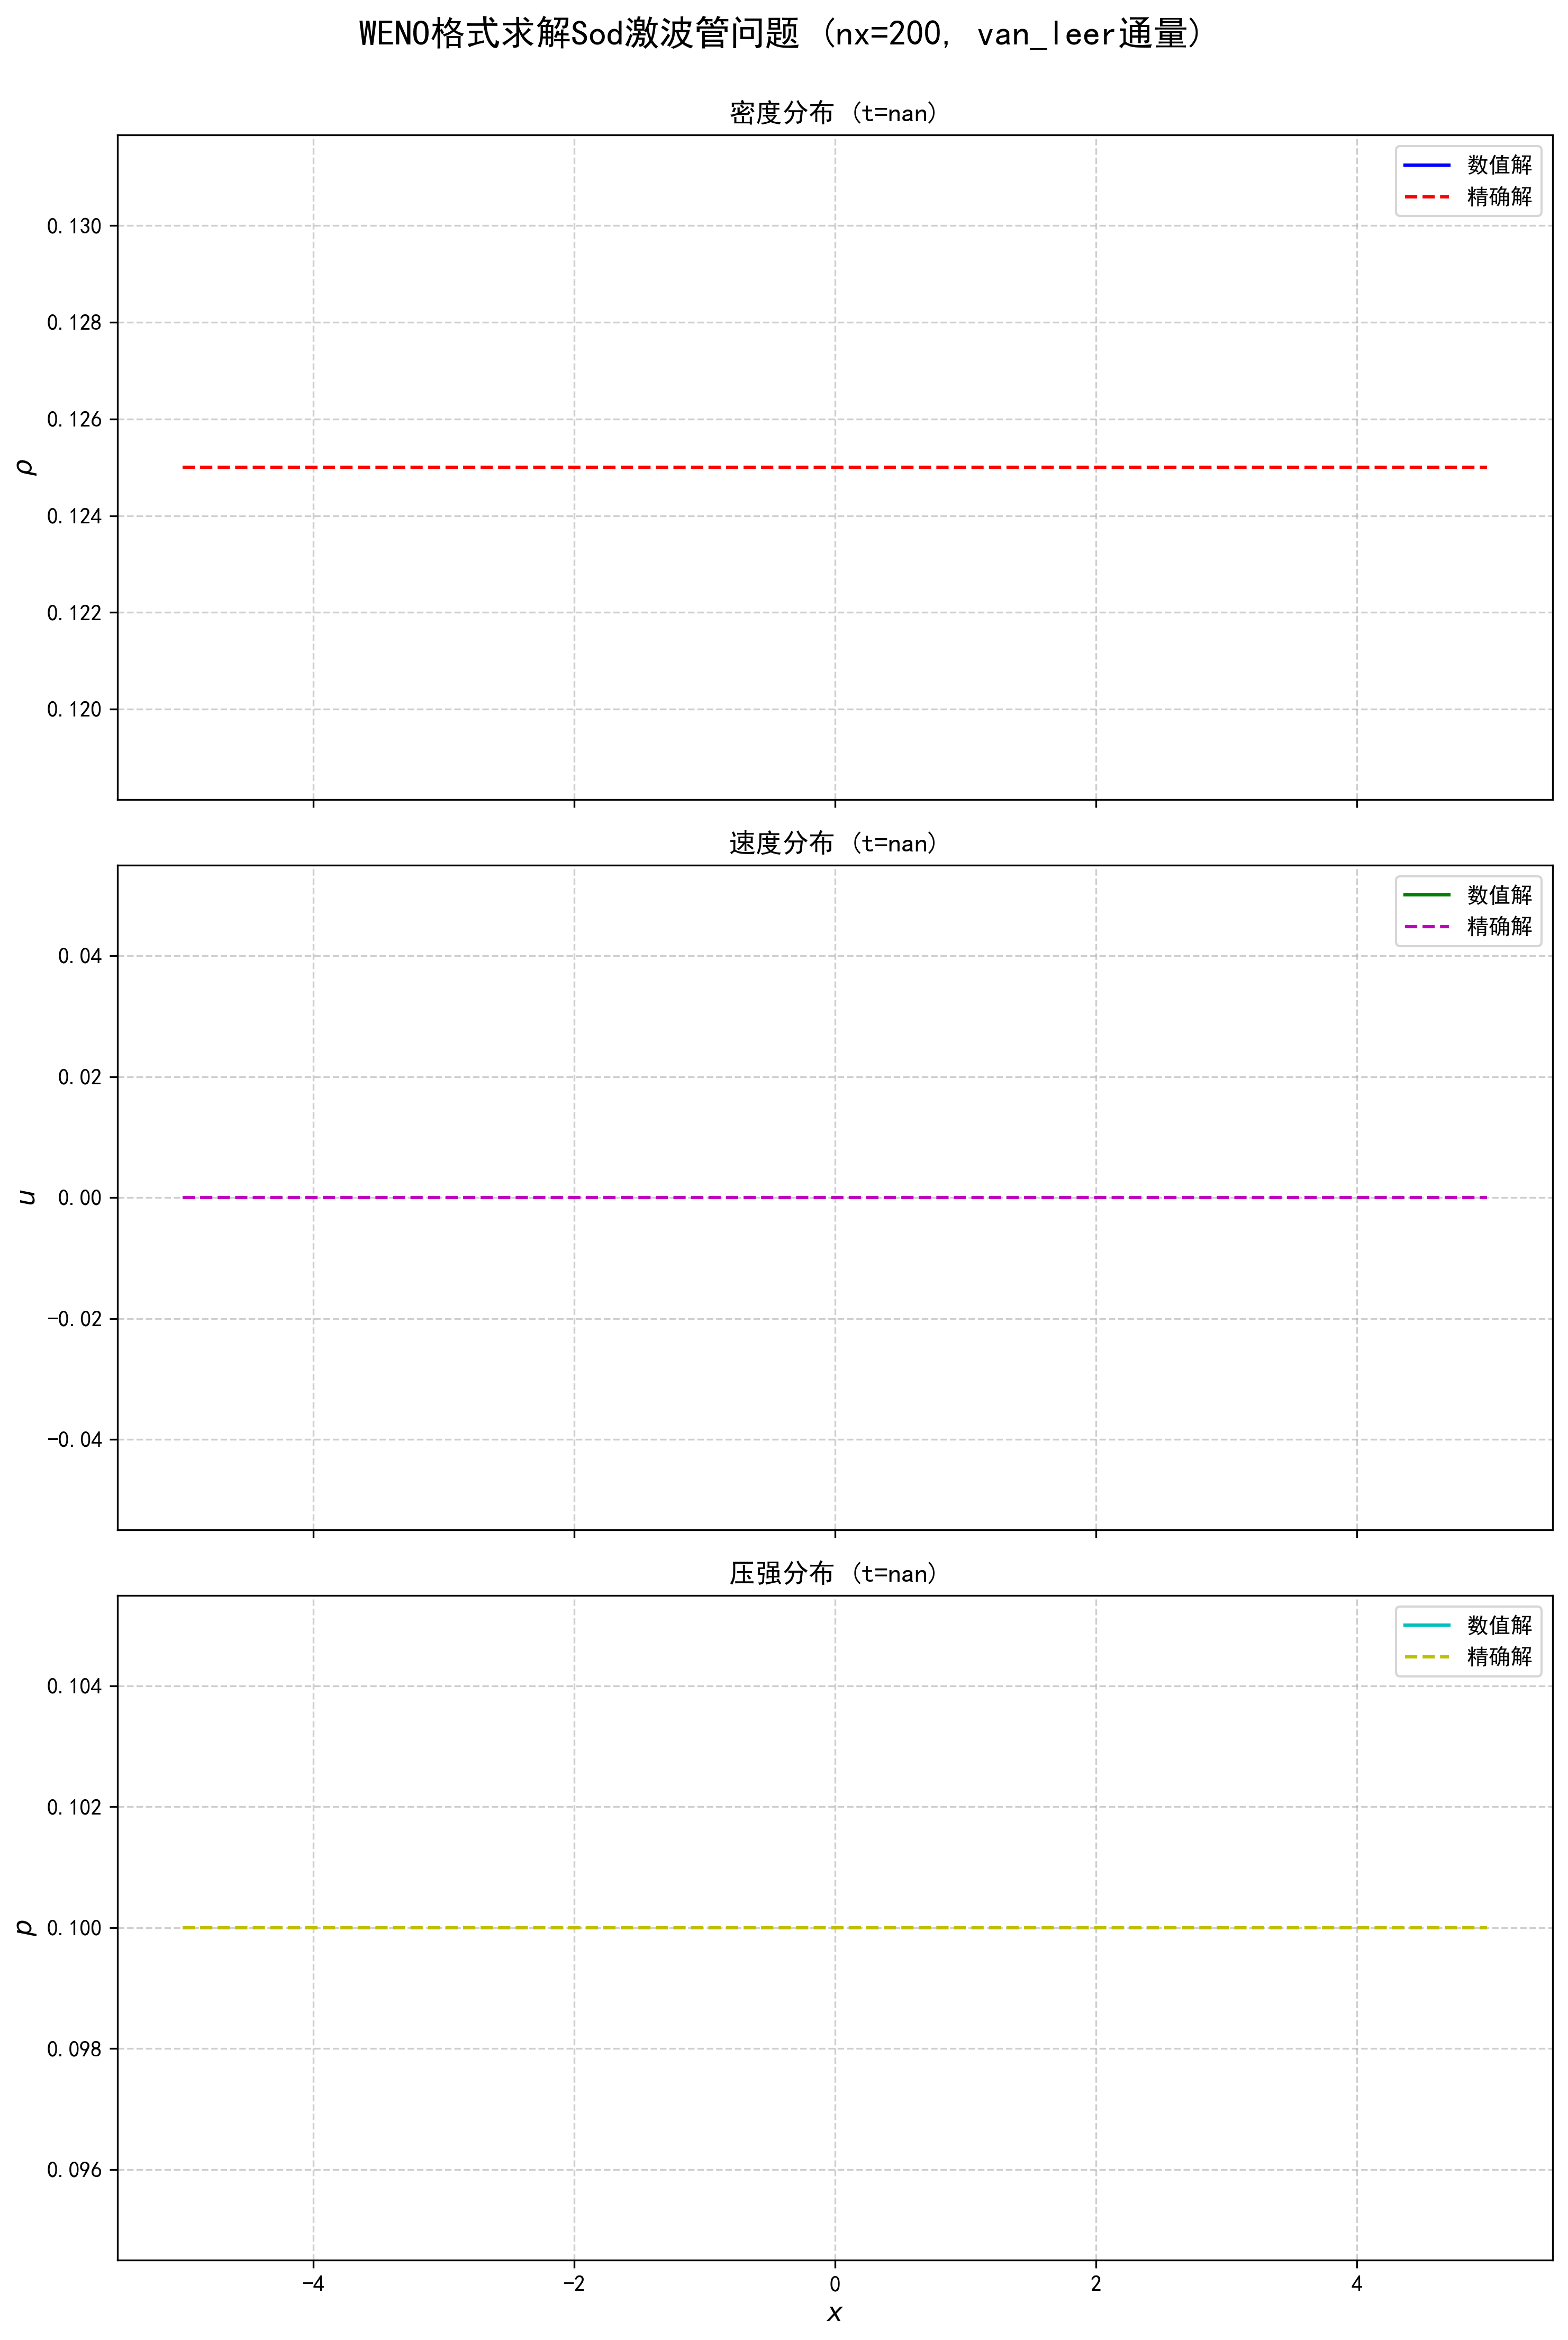 WENO格式求解Sod激波管问题 (nx=200, van_leer通量)
密度分布 (t=nan)
数值解
精确解
0.130
0.128
0.126
0.124
0.122
0.120
ρ
速度分布 (t=nan)
数值解
精确解
0.04
0.02
0.00
−0.02
−0.04
u
压强分布 (t=nan)
数值解
精确解
0.104
0.102
0.100
0.098
0.096
p
−4 −2 0 2 4
x